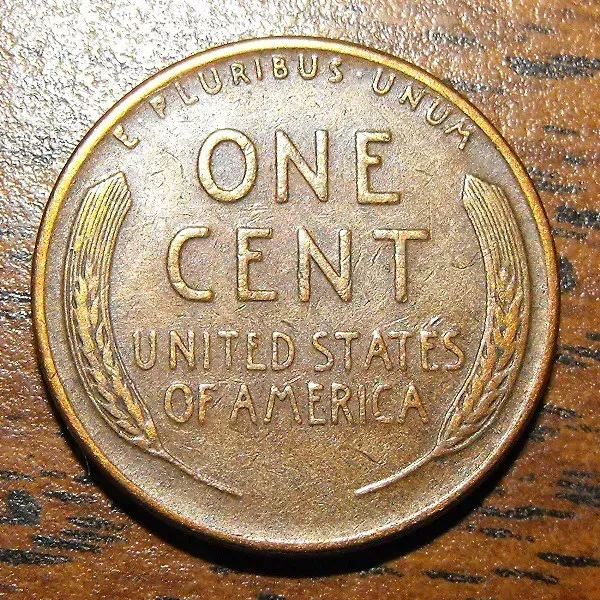 E PLURIBUS UNUM
ONE
CENT
UNITED STATES
OF AMERICA